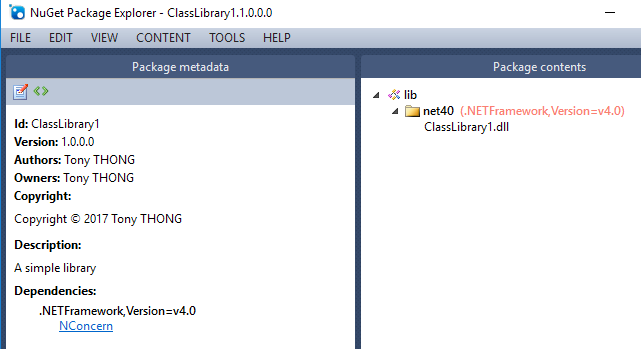 NuGet Package Explorer - ClassLibrary1.1.0.0.0
FILE EDIT VIEW CONTENT TOOLS HELP
Package metadata
Id: ClassLibrary1
Version: 1.0.0.0
Authors: Tony THONG
Owners: Tony THONG
Copyright:
Copyright © 2017 Tony THONG
Description:
A simple library
Dependencies:
.NETFramework,Version=v4.0
NConcern
Package contents
lib
net40 (.NETFramework,Version=v4.0)
ClassLibrary1.dll